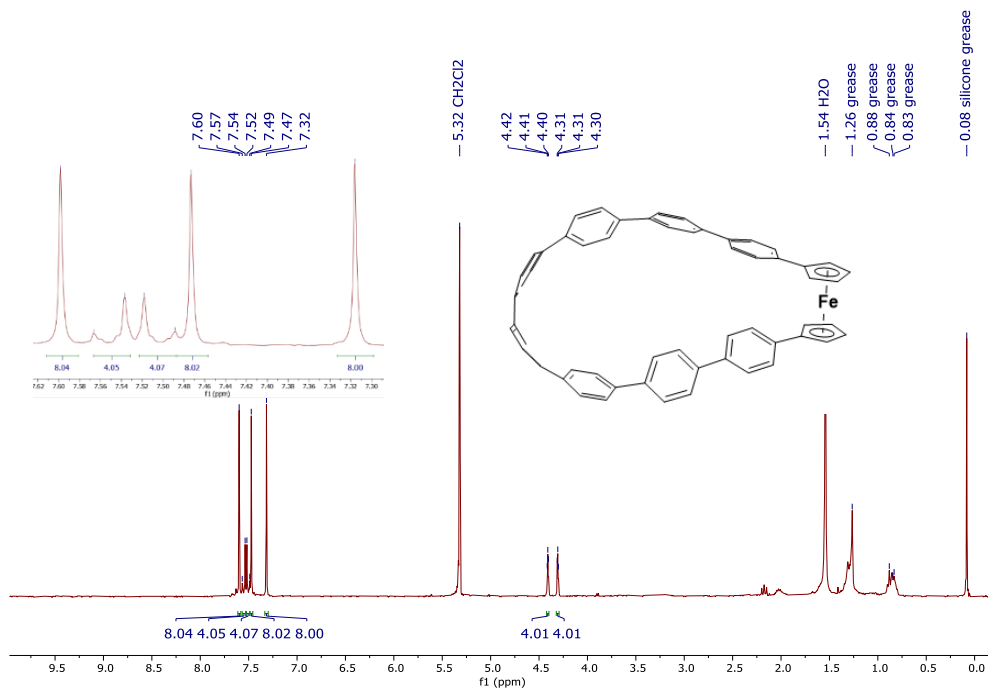 7.60
7.57
7.54
7.52
7.49
7.47
7.32
5.32 CH2Cl2
4.42
4.41
4.40
4.31
4.31
4.30
1.54 H2O
1.26 grease
0.88 grease
0.84 grease
0.83 grease
0.08 silicone grease
8.04 4.05 4.07 8.02 8.00
7.62 7.60 7.58 7.56 7.54 7.52 7.50 7.48 7.46 7.44 7.42 7.40 7.38 7.36 7.34 7.32 7.30
f1 (ppm)
Fe
8.04 4.05 4.07 8.02 8.00 4.01 4.01
9.5 9.0 8.5 8.0 7.5 7.0 6.5 6.0 5.5 5.0 4.5 4.0 3.5 3.0 2.5 2.0 1.5 1.0 0.5 0.0
f1 (ppm)